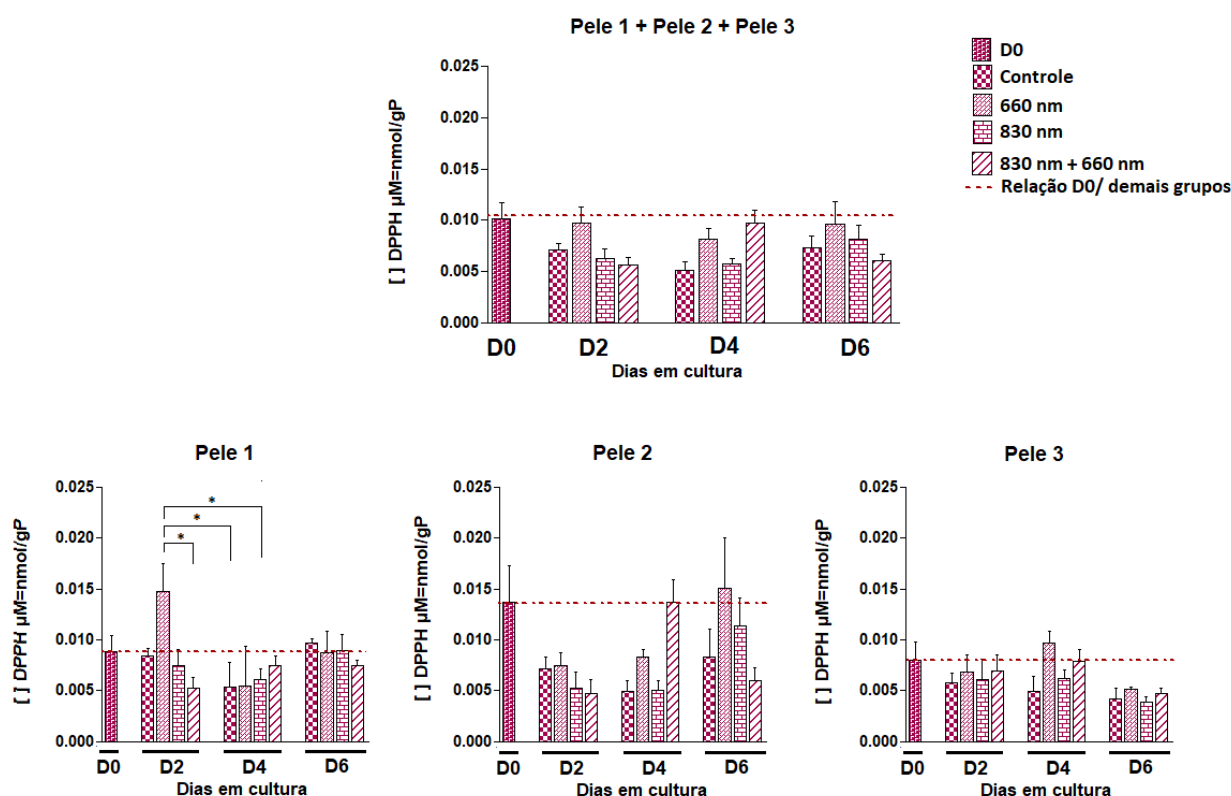 Pele 1 + Pele 2 + Pele 3
[ ] DPPH µM=nmol/gP
0.025
0.020
0.015
0.010
0.005
0.000
D0 D2 D4 D6
Dias em cultura
D0
Controle
660 nm
830 nm
830 nm + 660 nm
Relação D0/ demais grupos
Pele 1
[ ] DPPH µM=nmol/gP
0.025
0.020
0.015
0.010
0.005
0.000
*
*
*
D0 D2 D4 D6
Dias em cultura
Pele 2
[ ] DPPH µM=nmol/gP
0.025
0.020
0.015
0.010
0.005
0.000
D0 D2 D4 D6
Dias em cultura
Pele 3
[ ] DPPH µM=nmol/gP
0.025
0.020
0.015
0.010
0.005
0.000
D0 D2 D4 D6
Dias em cultura